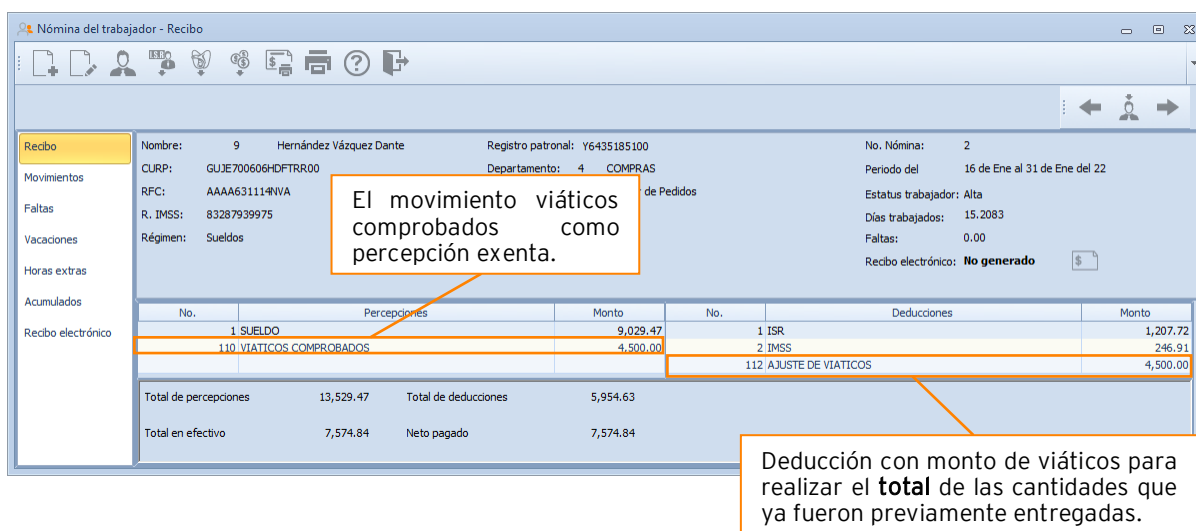 Nómina del trabajador - Recibo
Recibo
Movimientos
Faltas
Vacaciones
Horas extras
Acumulados
Recibo electrónico
Nombre: 9 Hernández Vázquez Dante Registro patronal: Y6435185100 No. Nómina: 2
CURP: GUJE700606HDFTRR00 Departamento: 4 COMPRAS Periodo del 16 de Ene al 31 de Ene del 22
RFC: AAAA631114NVA de Pedidos Estatus trabajador: Alta
R. IMSS: 83287939975 Días trabajados: 15.2083
Régimen: Sueldos Faltas: 0.00
Recibo electrónico: No generado
El movimiento viáticos
comprobados como
percepción exenta.
No. Percepciones Monto No. Deducciones Monto
1 SUELDO 9,029.47 1 ISR 1,207.72
110 VIATICOS COMPROBADOS 4,500.00 2 IMSS 246.91
112 AJUSTE DE VIATICOS 4,500.00
Total de percepciones 13,529.47 Total de deducciones 5,954.63
Total en efectivo 7,574.84 Neto pagado 7,574.84
Deducción con monto de viáticos para
realizar el total de las cantidades que
ya fueron previamente entregadas.